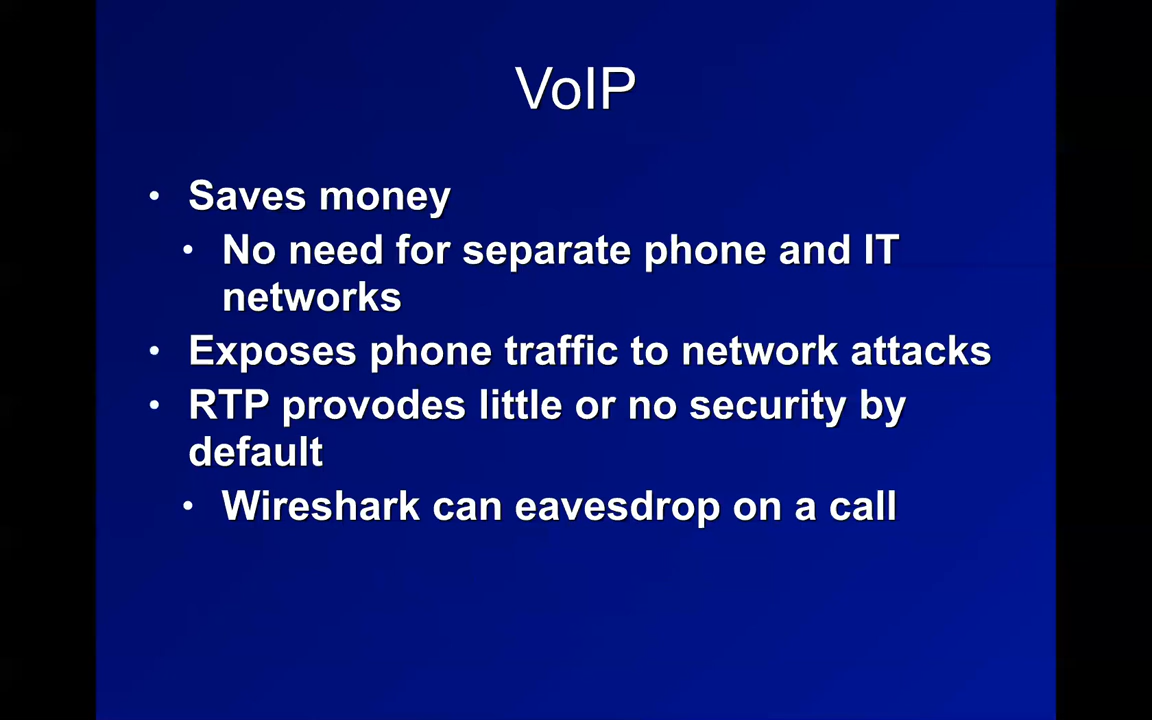 VoIP
• Saves money
• No need for separate phone and IT
networks
• Exposes phone traffic to network attacks
• RTP provodes little or no security by
default
• Wireshark can eavesdrop on a call